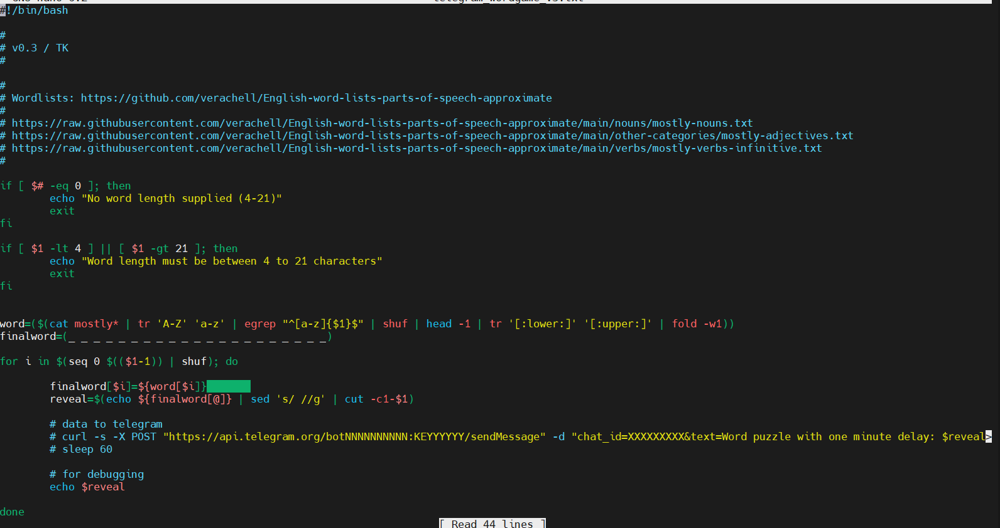 #!/bin/bash
#
# v0.3 / TK
#
#
# Wordlists: https://github.com/verachell/English-word-lists-parts-of-speech-approximate
#
# https://raw.githubusercontent.com/verachell/English-word-lists-parts-of-speech-approximate/main/nouns/mostly-nouns.txt
# https://raw.githubusercontent.com/verachell/English-word-lists-parts-of-speech-approximate/main/other-categories/mostly-adjectives.txt
# https://raw.githubusercontent.com/verachell/English-word-lists-parts-of-speech-approximate/main/verbs/mostly-verbs-infinitive.txt
#
if [ $# -eq 0 ]; then
        echo "No word length supplied (4-21)"
        exit
fi
if [ $1 -lt 4 ] || [ $1 -gt 21 ]; then
        echo "Word length must be between 4 to 21 characters"
        exit
fi
word=($(cat mostly* | tr 'A-Z' 'a-z' | egrep "^[a-z]{$1}$" | shuf | head -1 | tr '[:lower:]' '[:upper:]' | fold -w1))
finalword=(_ _ _ _ _ _ _ _ _ _ _ _ _ _ _ _ _ _ _ _ _)
for i in $(seq 0 $(($1-1)) | shuf); do
        finalword[$i]=${word[$i]}
        reveal=$(echo ${finalword[@]} | sed 's/ //g' | cut -c1-$1)
        # data to telegram
        # curl -s -X POST "https://api.telegram.org/botNNNNNNNNNN:KEYYYYYY/sendMessage" -d "chat_id=XXXXXXXXX&text=Word puzzle with one minute delay: $reveal>
        # sleep 60
        # for debugging
        echo $reveal
done
[ Read 44 lines ]